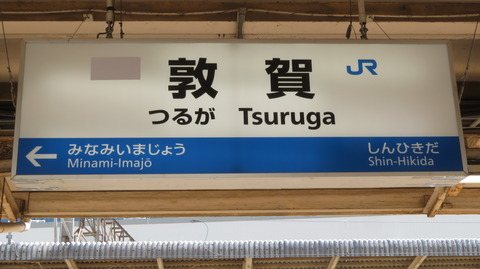 敦賀 JR
つるが Tsuruga
← みなみいまじょう しんひきだ
Minami-Imajō Shin-Hikida